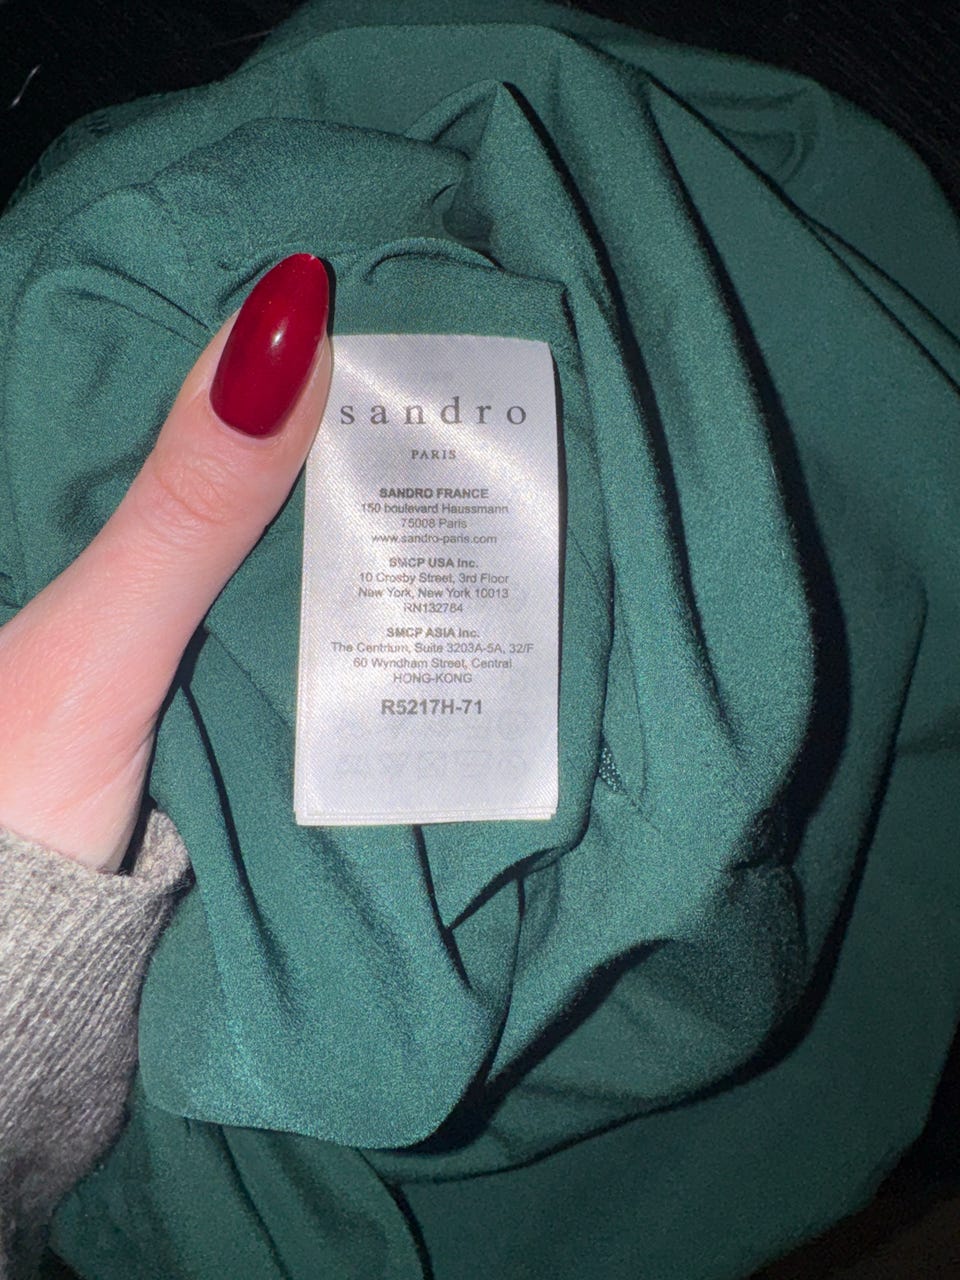 sandro
PARIS
SANDRO FRANCE
150 boulevard Haussmann
75008 Paris
www.sandro-paris.com
SMCP USA Inc.
10 Crosby Street, 3rd Floor
New York, New York 10013
RN132784
SMCP ASIA Inc.
The Centrium, Suite 3203A-5A, 32/F
60 Wyndham Street, Central
HONG-KONG
R5217H-71